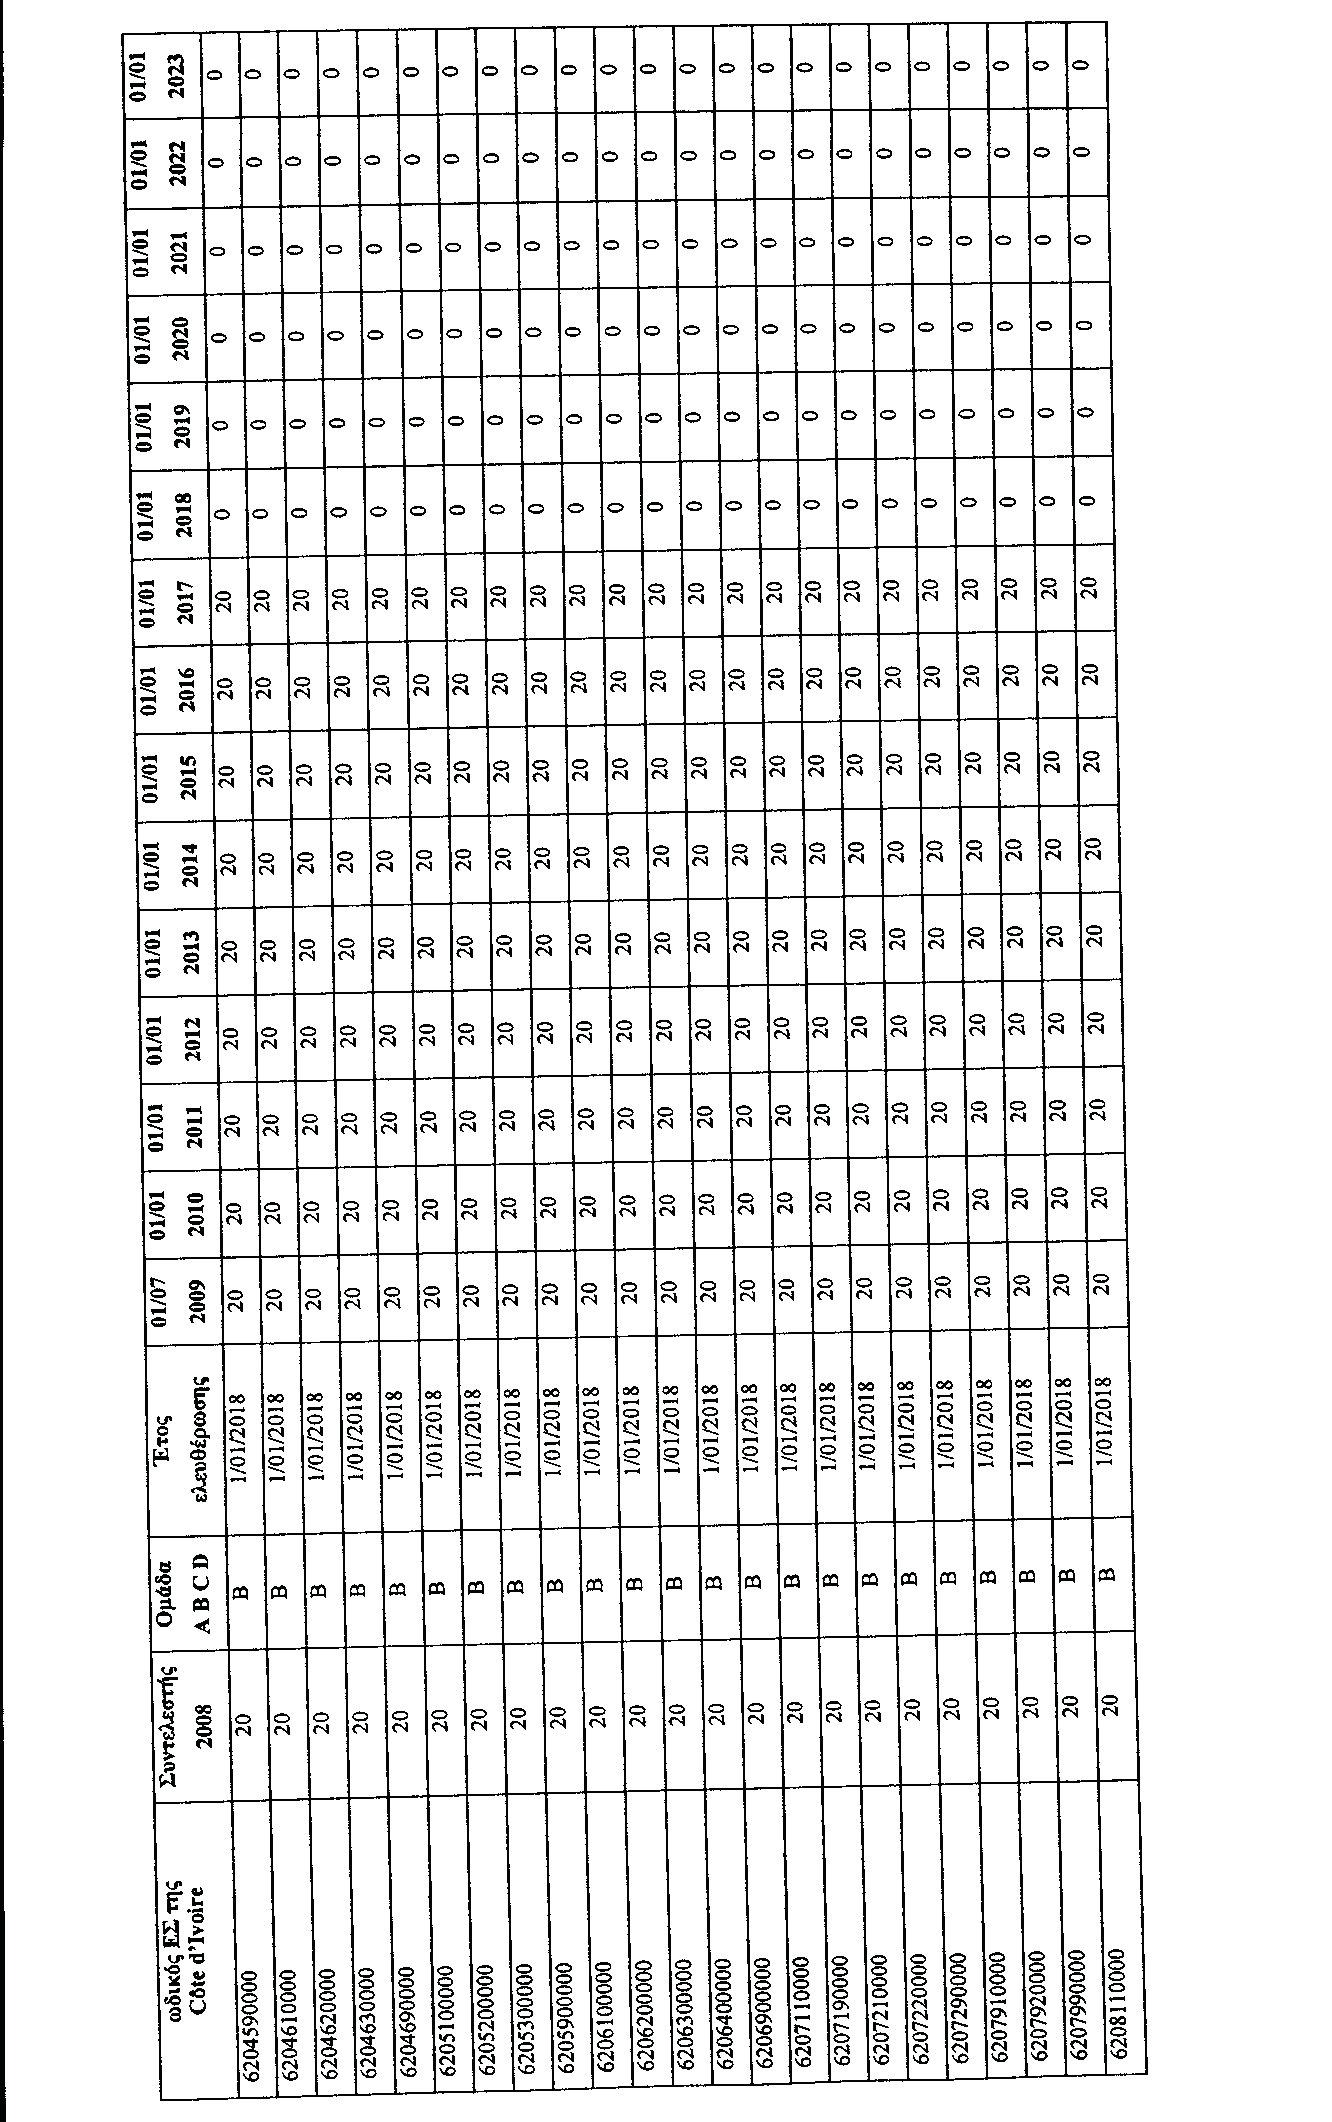 ωδικός ΕΣ της Συντελεστής Ομάδα Έτος 01/07 01/01 01/01 01/01 01/01 01/01 01/01 01/01 01/01 01/01 01/01 01/01 01/01 01/01 01/01
Côte d'Ivoire 2008 A B C D ελευθέρωσης 2009 2010 2011 2012 2013 2014 2015 2016 2017 2018 2019 2020 2021 2022 2023
6204590000 20 B 1/01/2018 20 20 20 20 20 20 20 20 20 0 0 0 0 0 0
6204610000 20 B 1/01/2018 20 20 20 20 20 20 20 20 20 0 0 0 0 0 0
6204620000 20 B 1/01/2018 20 20 20 20 20 20 20 20 20 0 0 0 0 0 0
6204630000 20 B 1/01/2018 20 20 20 20 20 20 20 20 20 0 0 0 0 0 0
6204690000 20 B 1/01/2018 20 20 20 20 20 20 20 20 20 0 0 0 0 0 0
6205100000 20 B 1/01/2018 20 20 20 20 20 20 20 20 20 0 0 0 0 0 0
6205200000 20 B 1/01/2018 20 20 20 20 20 20 20 20 20 0 0 0 0 0 0
6205300000 20 B 1/01/2018 20 20 20 20 20 20 20 20 20 0 0 0 0 0 0
6205900000 20 B 1/01/2018 20 20 20 20 20 20 20 20 20 0 0 0 0 0 0
6206100000 20 B 1/01/2018 20 20 20 20 20 20 20 20 20 0 0 0 0 0 0
6206200000 20 B 1/01/2018 20 20 20 20 20 20 20 20 20 0 0 0 0 0 0
6206300000 20 B 1/01/2018 20 20 20 20 20 20 20 20 20 0 0 0 0 0 0
6206400000 20 B 1/01/2018 20 20 20 20 20 20 20 20 20 0 0 0 0 0 0
6206900000 20 B 1/01/2018 20 20 20 20 20 20 20 20 20 0 0 0 0 0 0
6207110000 20 B 1/01/2018 20 20 20 20 20 20 20 20 20 0 0 0 0 0 0
6207190000 20 B 1/01/2018 20 20 20 20 20 20 20 20 20 0 0 0 0 0 0
6207210000 20 B 1/01/2018 20 20 20 20 20 20 20 20 20 0 0 0 0 0 0
6207220000 20 B 1/01/2018 20 20 20 20 20 20 20 20 20 0 0 0 0 0 0
6207290000 20 B 1/01/2018 20 20 20 20 20 20 20 20 20 0 0 0 0 0 0
6207910000 20 B 1/01/2018 20 20 20 20 20 20 20 20 20 0 0 0 0 0 0
6207920000 20 B 1/01/2018 20 20 20 20 20 20 20 20 20 0 0 0 0 0 0
6207990000 20 B 1/01/2018 20 20 20 20 20 20 20 20 20 0 0 0 0 0 0
6208110000 20 B 1/01/2018 20 20 20 20 20 20 20 20 20 0 0 0 0 0 0